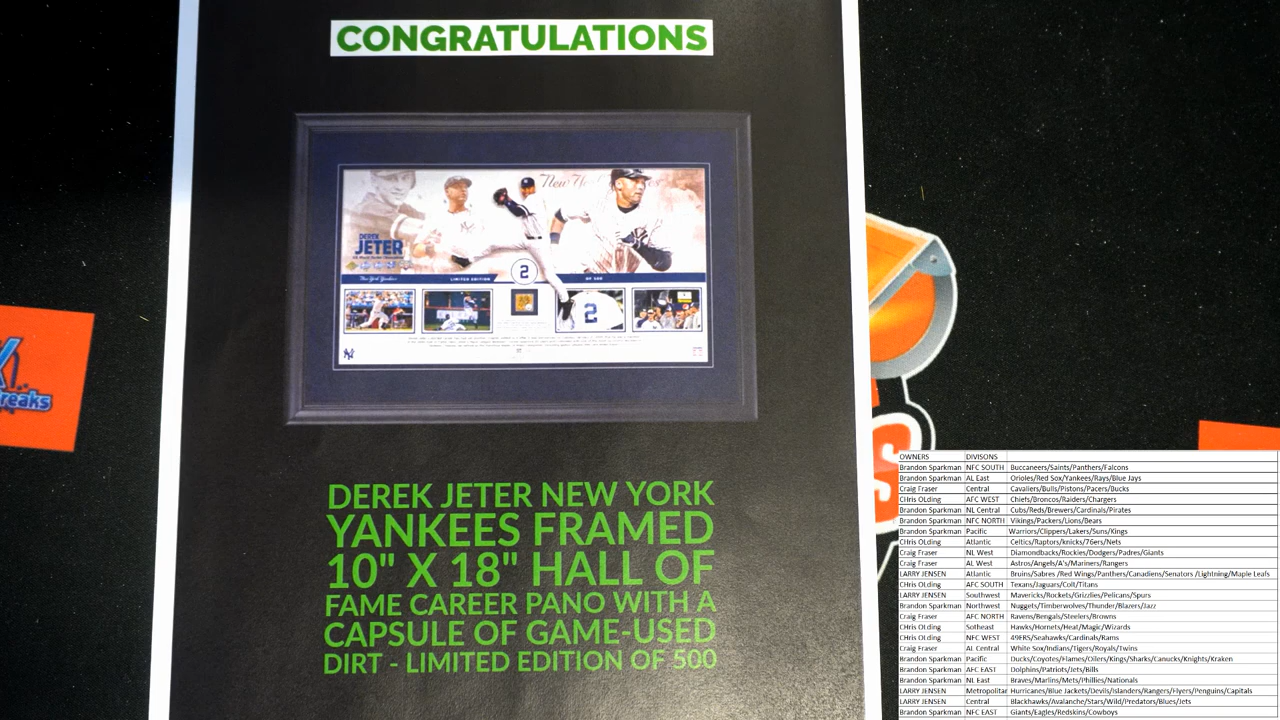 CONGRATULATIONS
New York
DEREK
JETER
New York Yankees
LIMITED EDITION
2
OF 500
2
DEREK JETER NEW YORK
YANKEES FRAMED
10" X 18" HALL OF
FAME CAREER PANO WITH A
CAPSULE OF GAME-USED
DIRT - LIMITED EDITION OF 500
reaks
S
OWNERS DIVISONS
Brandon Sparkman NFC SOUTH Buccaneers/Saints/Panthers/Falcons
Brandon Sparkman AL East Orioles/Red Sox/Yankees/Rays/Blue Jays
Craig Fraser Central Cavaliers/Bulls/Pistons/Pacers/Bucks
CHris OLding AFC WEST Chiefs/Broncos/Raiders/Chargers
Brandon Sparkman NL Central Cubs/Reds/Brewers/Cardinals/Pirates
Brandon Sparkman NFC NORTH Vikings/Packers/Lions/Bears
Brandon Sparkman Pacific Warriors/Clippers/Lakers/Suns/Kings
CHris OLding Atlantic Celtics/Raptors/knicks/76ers/Nets
Craig Fraser NL West Diamondbacks/Rockies/Dodgers/Padres/Giants
Craig Fraser AL West Astros/Angels/A's/Mariners/Rangers
LARRY JENSEN Atlantic Bruins/Sabres /Red Wings/Panthers/Canadiens/Senators /Lightning/Maple Leafs
CHris OLding AFC SOUTH Texans/Jaguars/Colt/Titans
LARRY JENSEN Southwest Mavericks/Rockets/Grizzlies/Pelicans/Spurs
Brandon Sparkman Northwest Nuggets/Timberwolves/Thunder/Blazers/Jazz
Craig Fraser AFC NORTH Ravens/Bengals/Steelers/Browns
CHris OLding Sotheast Hawks/Hornets/Heat/Magic/Wizards
CHris OLding NFC WEST 49ERS/Seahawks/Cardinals/Rams
Craig Fraser AL Central White Sox/Indians/Tigers/Royals/Twins
Brandon Sparkman Pacific Ducks/Coyotes/Flames/Oilers/Kings/Sharks/Canucks/Knights/Kraken
Brandon Sparkman AFC EAST Dolphins/Patriots/Jets/Bills
Brandon Sparkman NL East Braves/Marlins/Mets/Phillies/Nationals
LARRY JENSEN Metropolitar Hurricanes/Blue Jackets/Devils/Islanders/Rangers/Flyers/Penguins/Capitals
LARRY JENSEN Central Blackhawks/Avalanche/Stars/Wild/Predators/Blues/Jets
Brandon Sparkman NFC EAST Giants/Eagles/Redskins/Cowboys